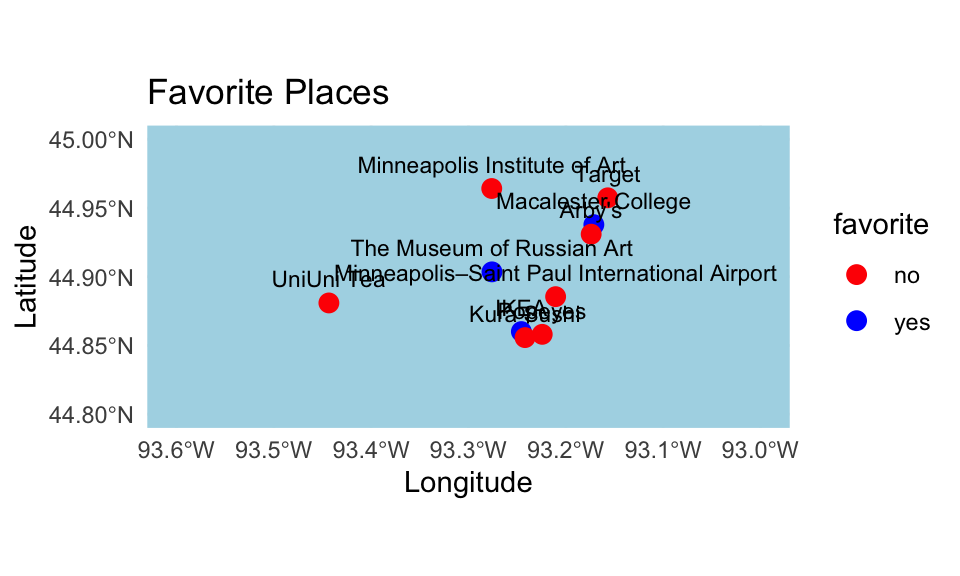 Favorite Places
45.00°N
44.95°N
44.90°N
44.85°N
44.80°N
Latitude
Minneapolis Institute of Art
Target
Macalester College
Arby's
The Museum of Russian Art
Minneapolis–Saint Paul International Airport
UniUni Tea
IKEA
Popeyes
Kura Sushi
93.6°W 93.5°W 93.4°W 93.3°W 93.2°W 93.1°W 93.0°W
Longitude
favorite
no
yes